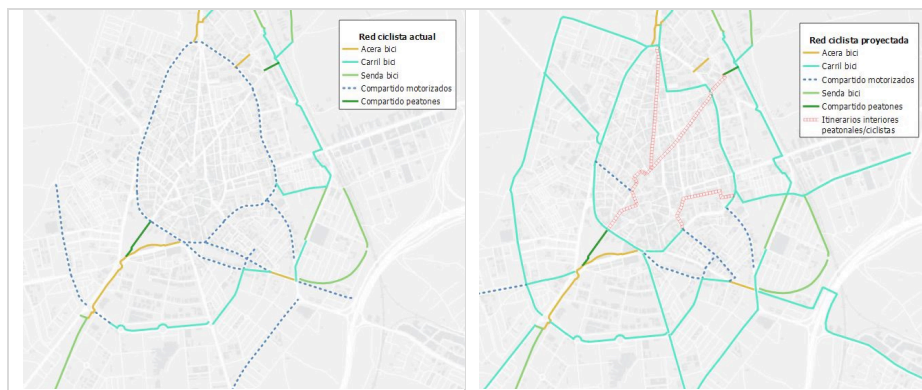 Red ciclista actual
Acera bici
Carril bici
Senda bici
Compartido motorizados
Compartido peatones
Red ciclista proyectada
Acera bici
Carril bici
Compartido motorizados
Senda bici
Compartido peatones
Itinerarios interiores
peatonales/ciclistas